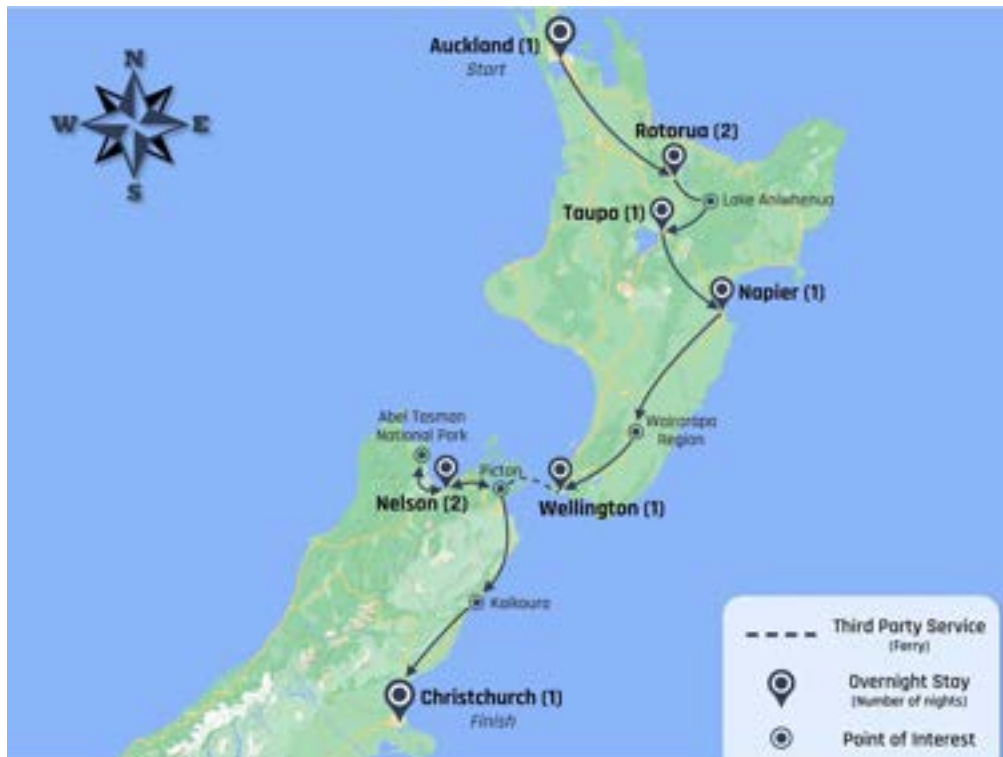 N
W
E
S
Auckland (1)
Start
Rotorua (2)
Lake Aniwhenua
Taupo (1)
Napier (1)
Wairarapa
Region
Abel Tasman
National Park
Picton
Nelson (2)
Wellington (1)
Kaikoura
Christchurch (1)
Finish
Third Party Service
(Ferry)
Overnight Stay
(Number of nights)
Point of Interest